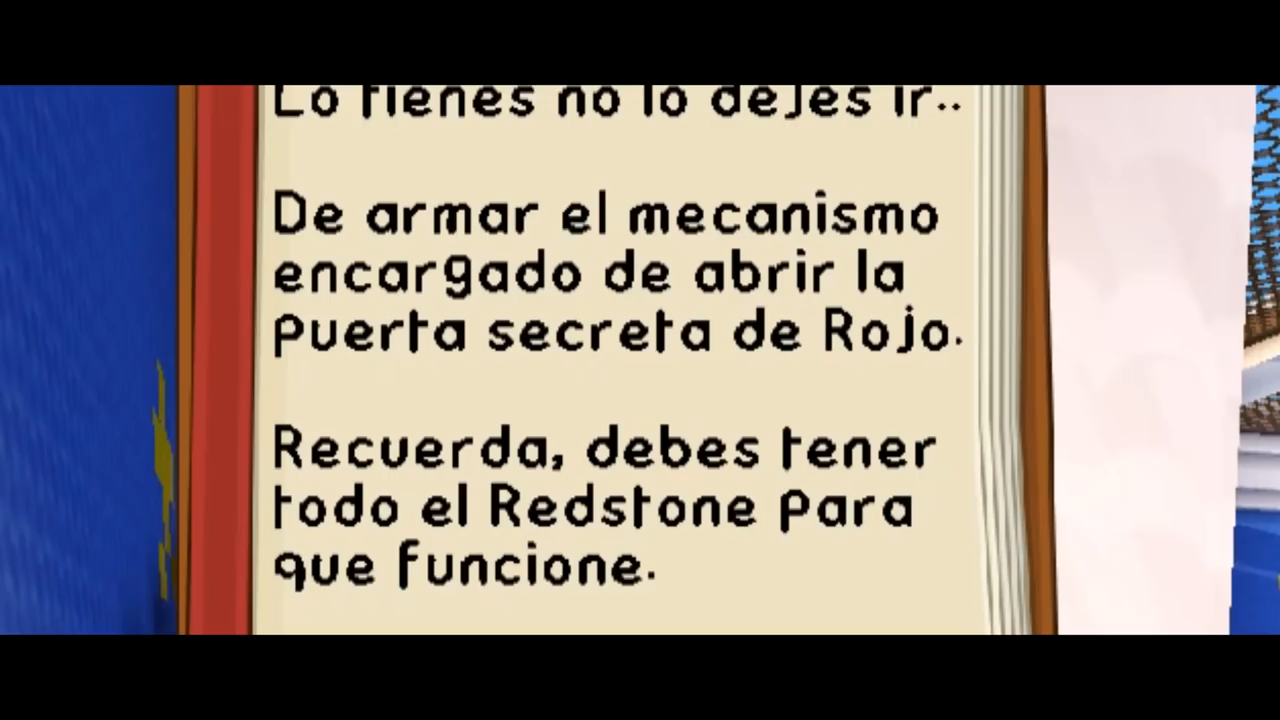 Lo tienes no lo dejes ir..
De armar el mecanismo
encargado de abrir la
puerta secreta de Rojo.
Recuerda, debes tener
todo el Redstone para
que funcione.